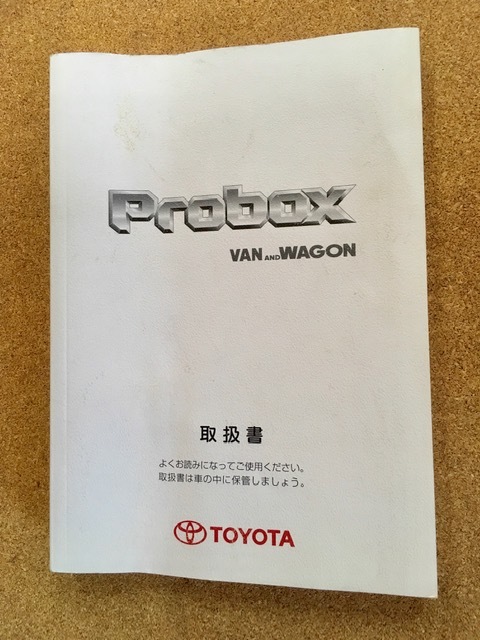 Probox
VAN AND WAGON
取扱書
よくお読みになってご使用ください。
取扱書は車の中に保管しましょう。
TOYOTA